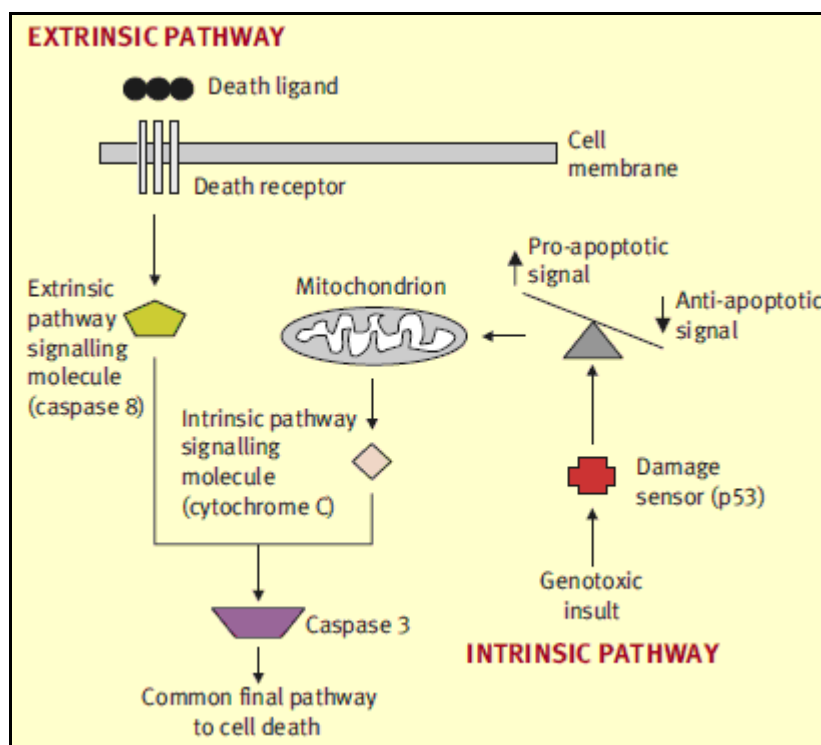 EXTRINSIC PATHWAY
Death ligand
Cell
membrane
Death receptor
Pro-apoptotic
signal
Mitochondrion
Anti-apoptotic
signal
Extrinsic
pathway
signalling
molecule
(caspase 8)
Intrinsic pathway
signalling
molecule
(cytochrome C)
Damage
sensor (p53)
Genotoxic
insult
Caspase 3
INTRINSIC PATHWAY
Common final pathway
to cell death